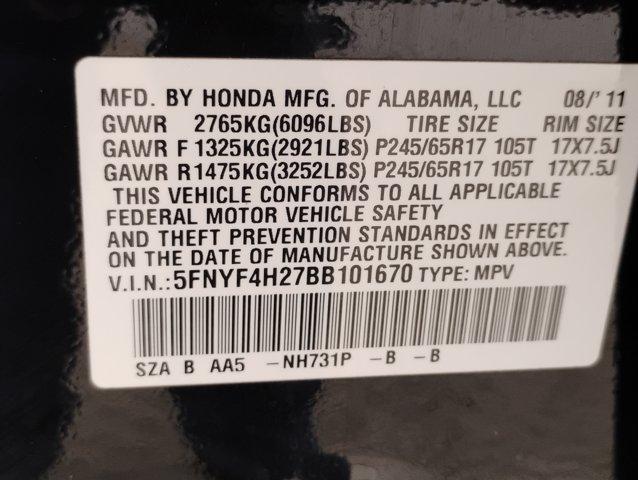 MFD. BY HONDA MFG. OF ALABAMA, LLC 08/' 11
GVWR 2765KG(6096LBS) TIRE SIZE RIM SIZE
GAWR F 1325KG(2921LBS) P245/65R17 105T 17X7.5J
GAWR R 1475KG(3252LBS) P245/65R17 105T 17X7.5J
THIS VEHICLE CONFORMS TO ALL APPLICABLE
FEDERAL MOTOR VEHICLE SAFETY
AND THEFT PREVENTION STANDARDS IN EFFECT
ON THE DATE OF MANUFACTURE SHOWN ABOVE.
V.I.N.:5FNYF4H27BB101670 TYPE: MPV
SZA B AA5 -NH731P -B -B